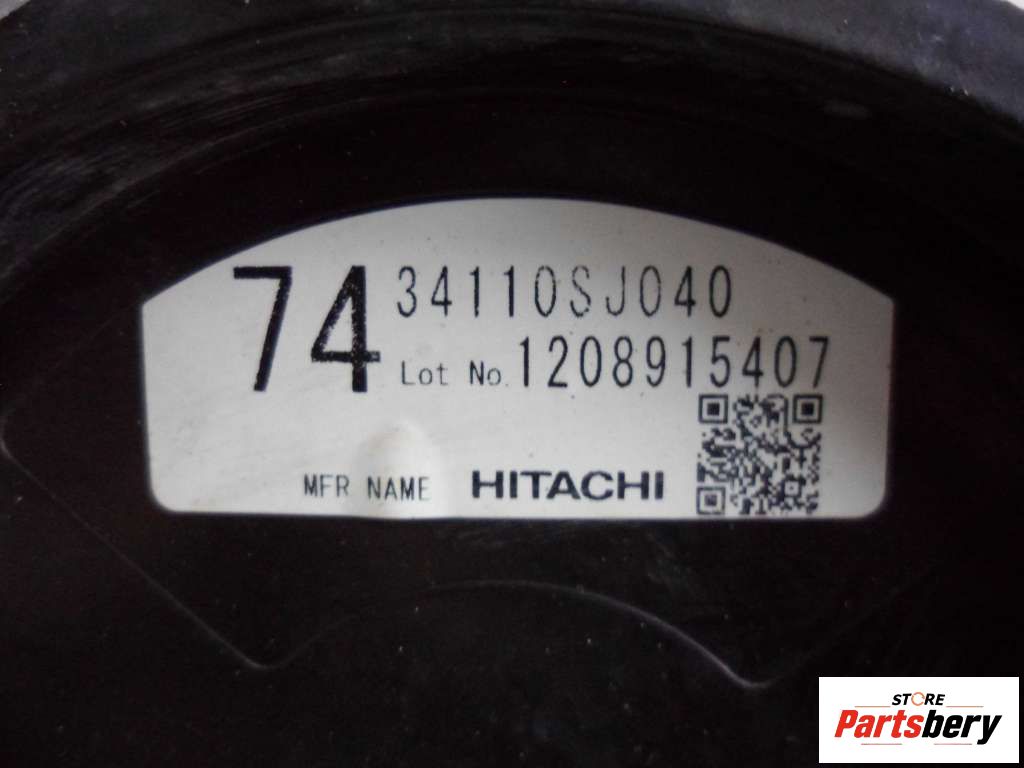 74 34110SJ040
Lot No. 1208915407
MFR NAME HITACHI
STORE
Partsbery